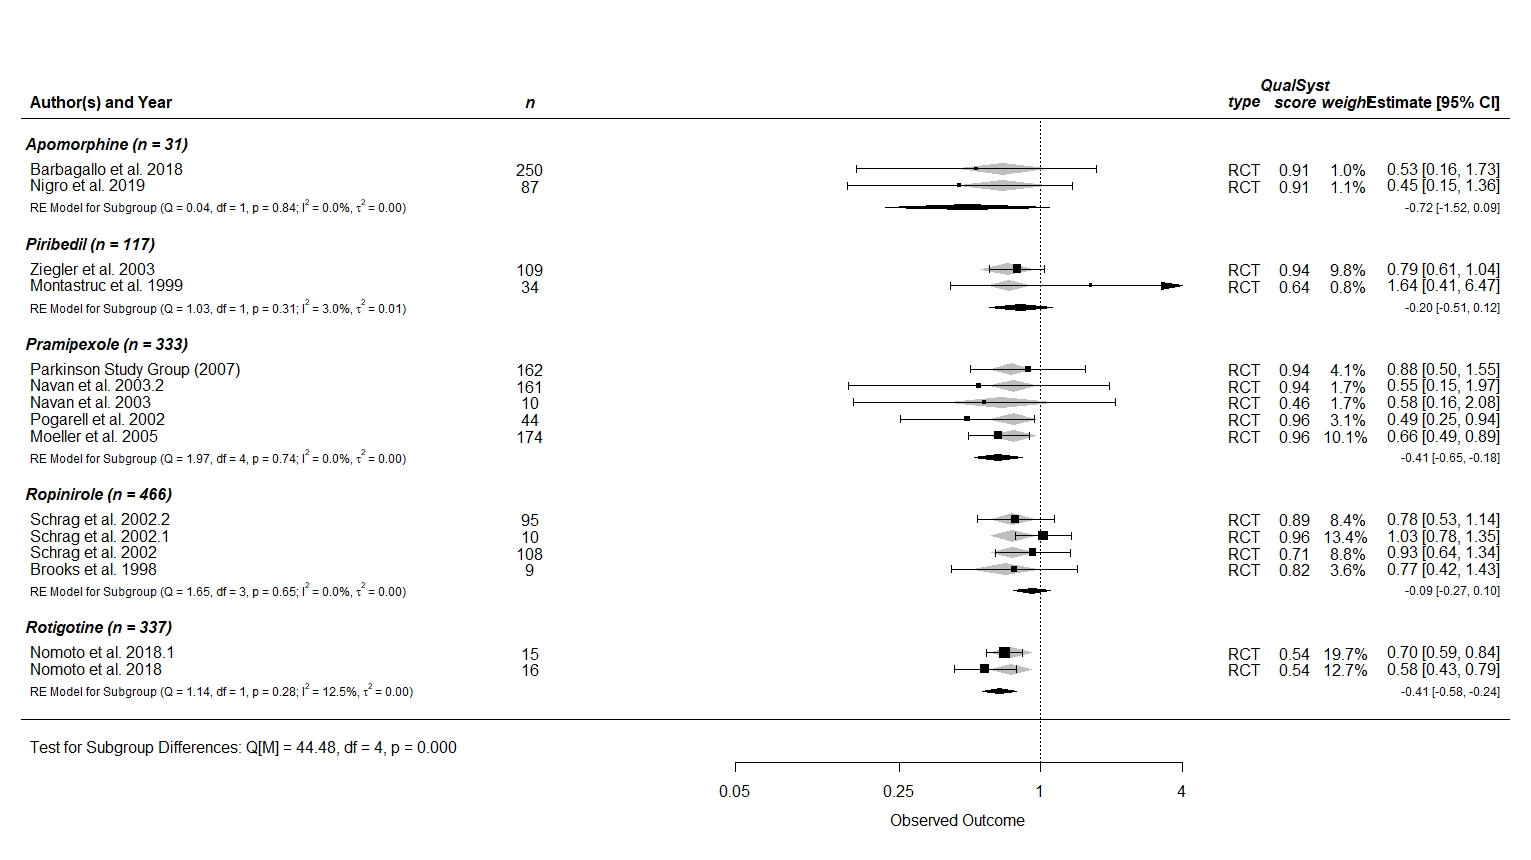 QualSyst
Author(s) and Year n type score weigh Estimate [95% CI]
Apomorphine (n = 31)
Barbagallo et al. 2018 250 RCT 0.91 1.0% 0.53 [0.16, 1.73]
Nigro et al. 2019 87 RCT 0.91 1.1% 0.45 [0.15, 1.36]
RE Model for Subgroup (Q = 0.04, df = 1, p = 0.84; I² = 0.0%, τ² = 0.00) -0.72 [-1.52, 0.09]
Piribedil (n = 117)
Ziegler et al. 2003 109 RCT 0.94 9.8% 0.79 [0.61, 1.04]
Montastruc et al. 1999 34 RCT 0.64 0.8% 1.64 [0.41, 6.47]
RE Model for Subgroup (Q = 1.03, df = 1, p = 0.31; I² = 3.0%, τ² = 0.01) -0.20 [-0.51, 0.12]
Pramipexole (n = 333)
Parkinson Study Group (2007) 162 RCT 0.94 4.1% 0.88 [0.50, 1.55]
Navan et al. 2003.2 161 RCT 0.94 1.7% 0.55 [0.15, 1.97]
Navan et al. 2003 10 RCT 0.46 1.7% 0.58 [0.16, 2.08]
Pogarell et al. 2002 44 RCT 0.96 3.1% 0.49 [0.25, 0.94]
Moeller et al. 2005 174 RCT 0.96 10.1% 0.66 [0.49, 0.89]
RE Model for Subgroup (Q = 1.97, df = 4, p = 0.74; I² = 0.0%, τ² = 0.00) -0.41 [-0.65, -0.18]
Ropinirole (n = 466)
Schrag et al. 2002.2 95 RCT 0.89 8.4% 0.78 [0.53, 1.14]
Schrag et al. 2002.1 10 RCT 0.96 13.4% 1.03 [0.78, 1.35]
Schrag et al. 2002 108 RCT 0.71 8.8% 0.93 [0.64, 1.34]
Brooks et al. 1998 9 RCT 0.82 3.6% 0.77 [0.42, 1.43]
RE Model for Subgroup (Q = 1.65, df = 3, p = 0.65; I² = 0.0%, τ² = 0.00) -0.09 [-0.27, 0.10]
Rotigotine (n = 337)
Nomoto et al. 2018.1 15 RCT 0.54 19.7% 0.70 [0.59, 0.84]
Nomoto et al. 2018 16 RCT 0.54 12.7% 0.58 [0.43, 0.79]
RE Model for Subgroup (Q = 1.14, df = 1, p = 0.28; I² = 12.5%, τ² = 0.00) -0.41 [-0.58, -0.24]
Test for Subgroup Differences: Q[M] = 44.48, df = 4, p = 0.000
0.05 0.25 1 4
Observed Outcome